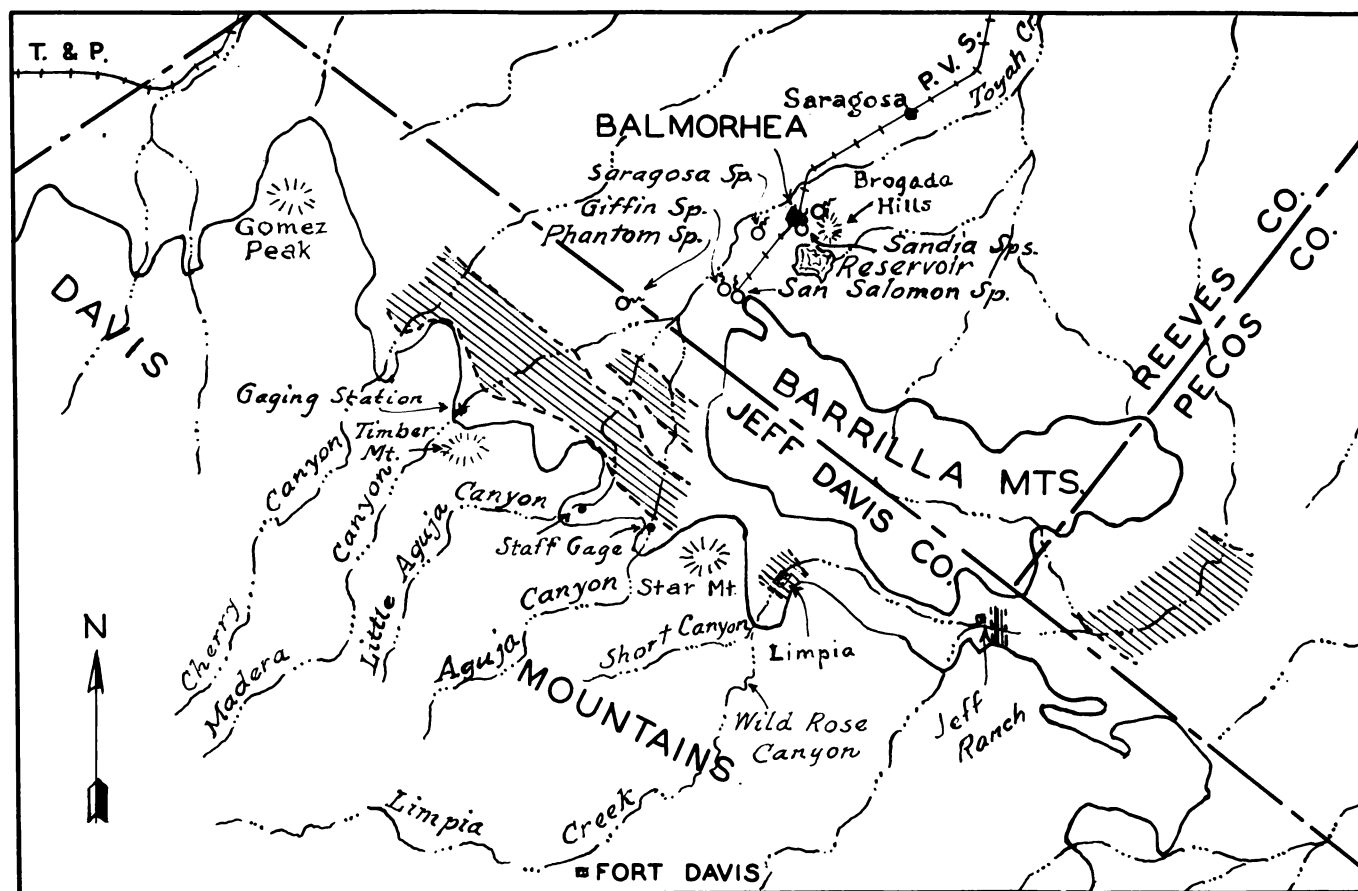 T. & P.
P. V. S.
Toyah Cr.
Saragosa
BALMORHEA
Saragosa Sp.
Brogada
Hills
Giffin Sp.
Phantom Sp.
Gomez
Peak
Sandia Sps.
Reservoir
San Salomon Sp.
REEVES CO.
PECOS CO.
DAVIS
BARRILLA MTS.
JEFF DAVIS CO.
Gaging Station
Timber
Mt.
Cherry Canyon
Madera Canyon
Little Aguja Canyon
Staff Gage
Aguja Canyon
Star Mt.
Short Canyon
Limpia
N
MOUNTAINS
Wild Rose
Canyon
Jeff
Ranch
Limpia Creek
FORT DAVIS